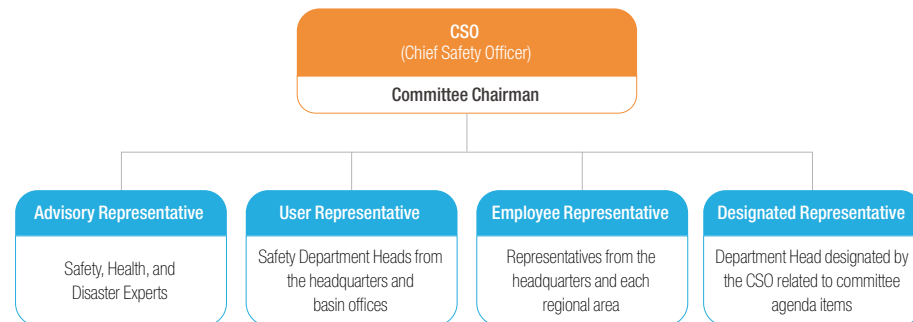 CSO
(Chief Safety Officer)
Committee Chairman
Advisory Representative
Safety, Health, and
Disaster Experts
User Representative
Safety Department Heads from
the headquarters and
basin offices
Employee Representative
Representatives from the
headquarters and each
regional area
Designated Representative
Department Head designated by
the CSO related to committee
agenda items